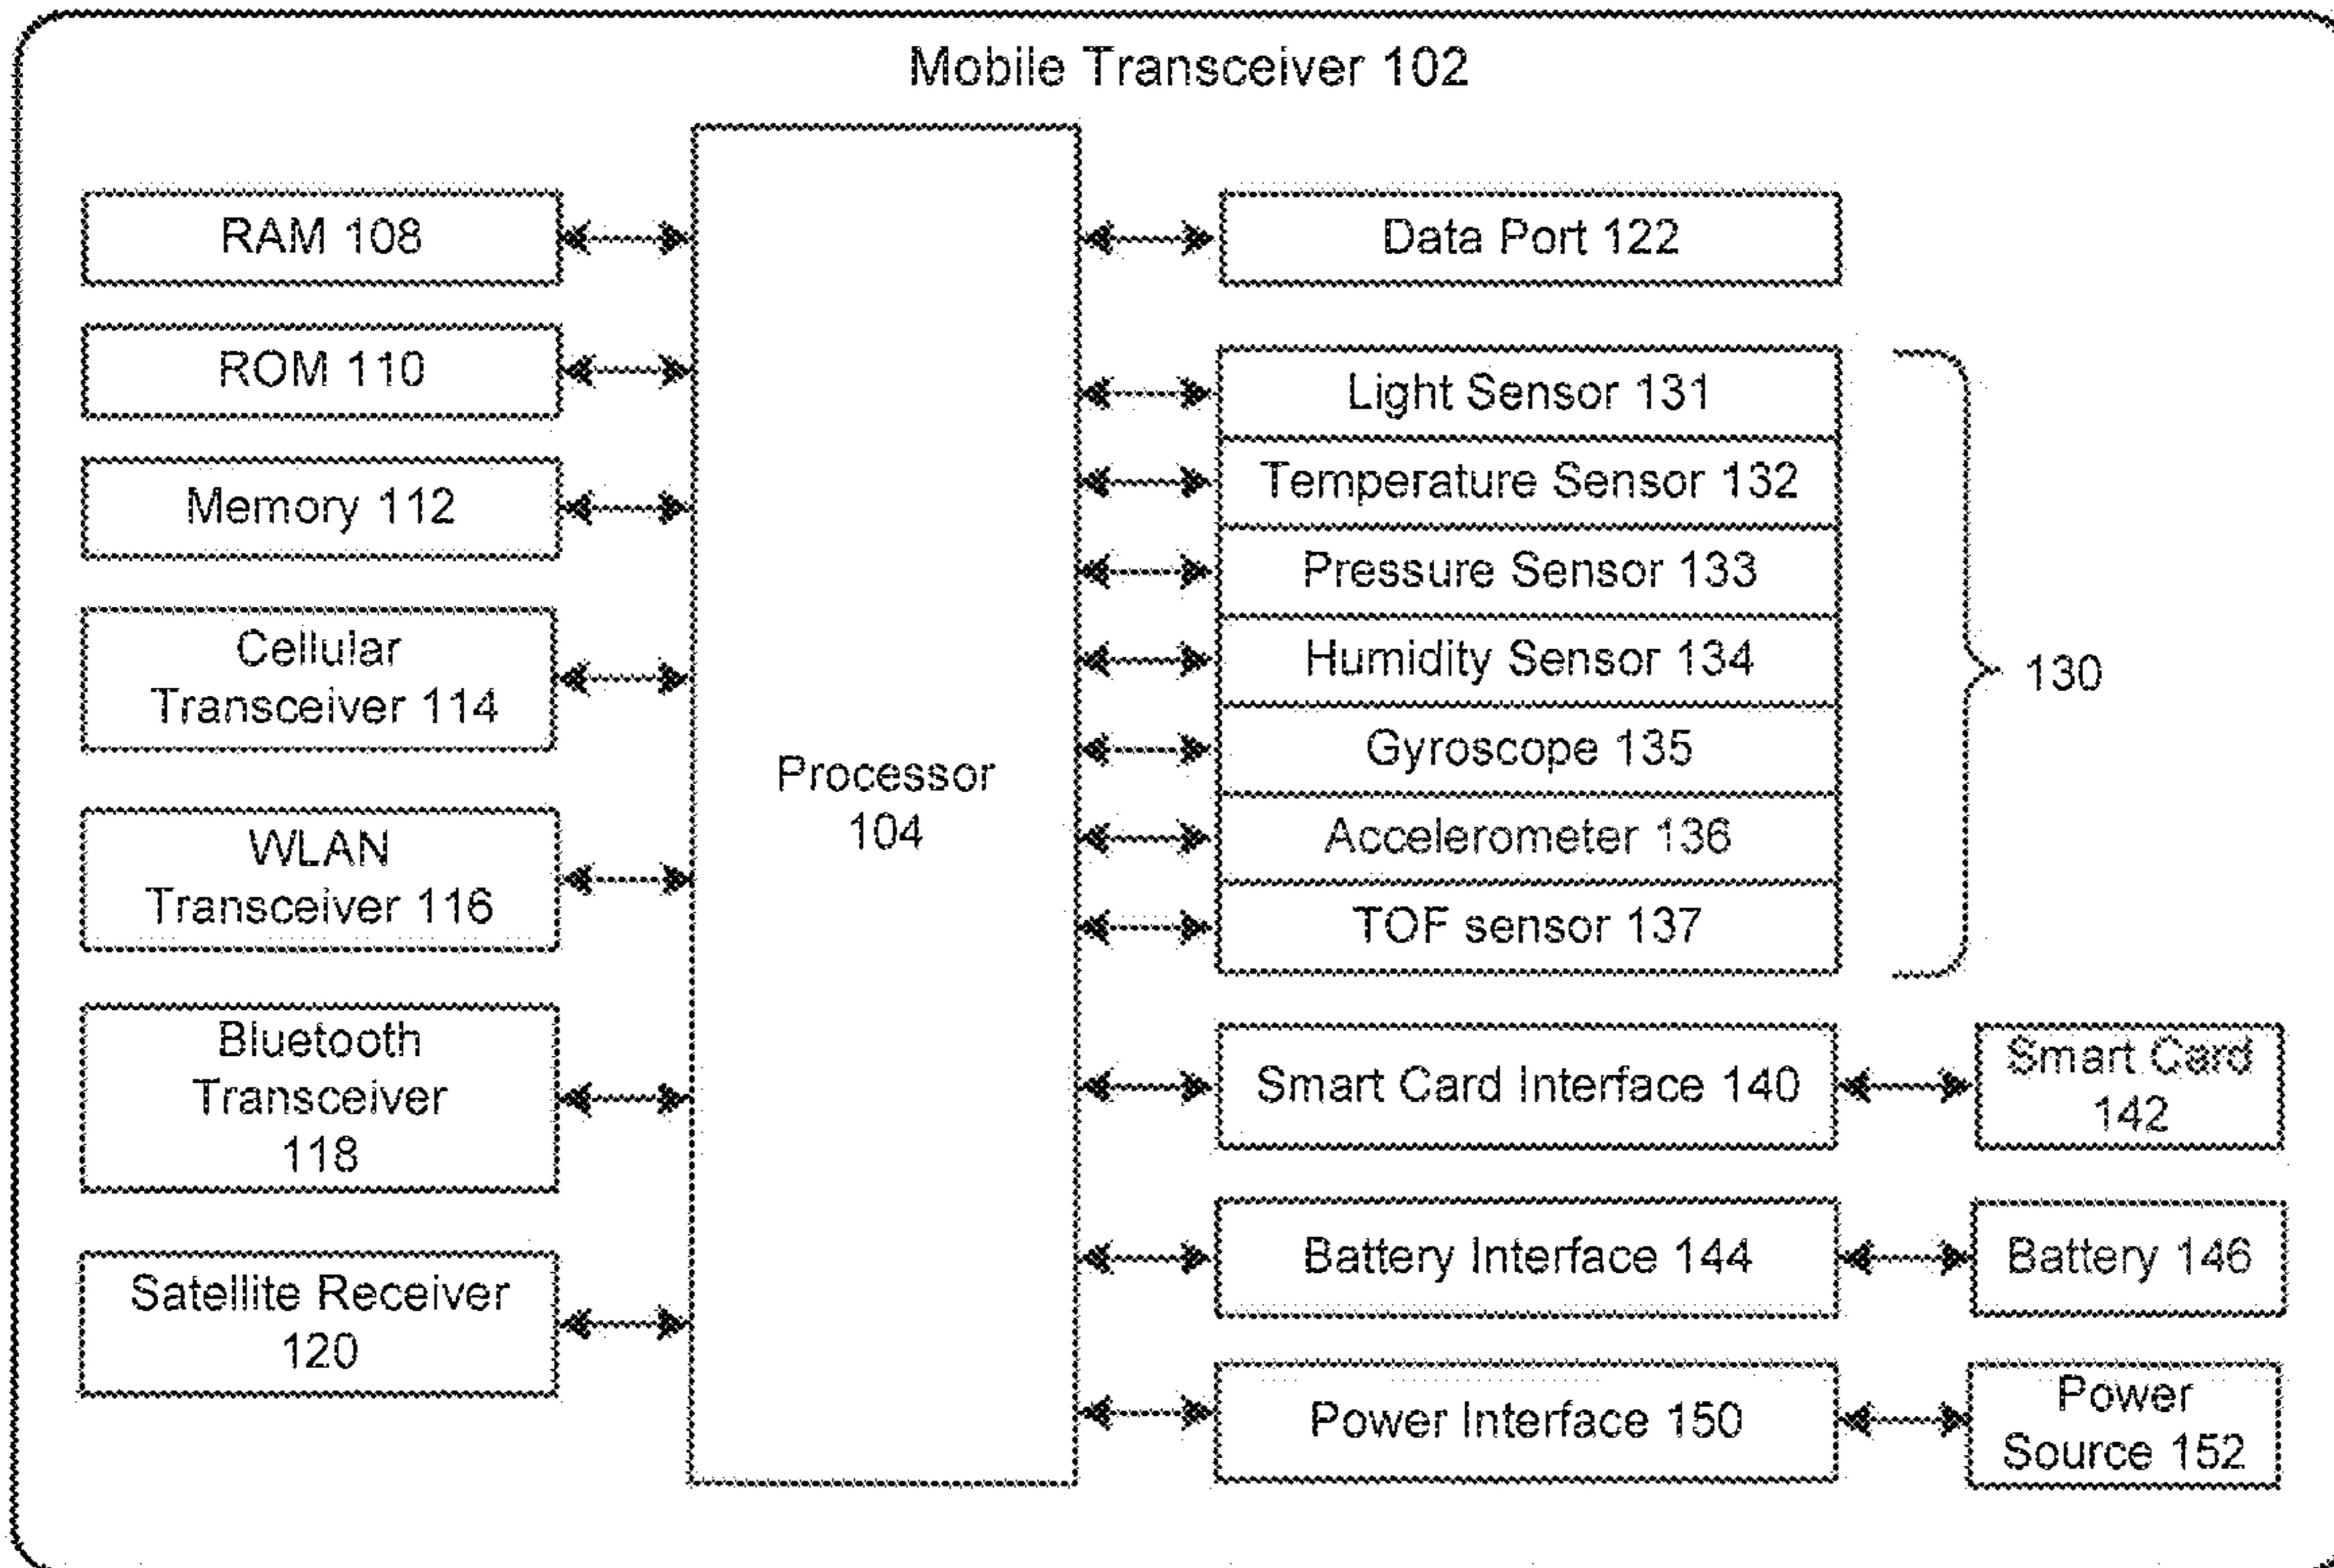 Mobile Transceiver 102
RAM 108
ROM 110
Memory 112
Cellular
Transceiver 114
WLAN
Transceiver 116
Bluetooth
Transceiver
118
Satellite Receiver
120
Processor
104
Data Port 122
Light Sensor 131
Temperature Sensor 132
Pressure Sensor 133
Humidity Sensor 134
Gyroscope 135
Accelerometer 136
TOF sensor 137
130
Smart Card Interface 140
Smart Card
142
Battery Interface 144
Battery 146
Power Interface 150
Power
Source 152